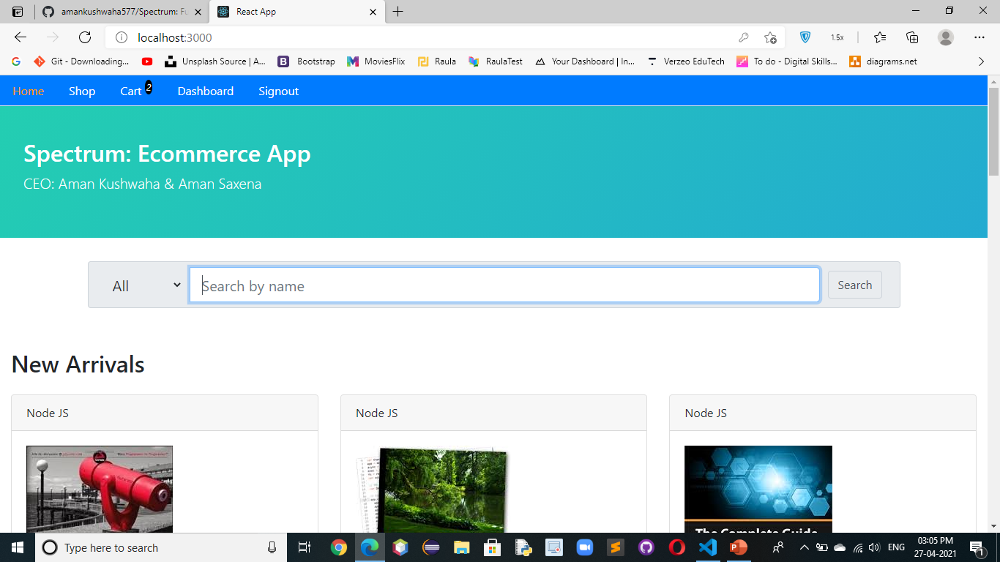 amankushwaha577/Spectrum: Fu
React App
localhost:3000
1.5x
Git - Downloading... Unsplash Source | A... Bootstrap MoviesFlix Raula RaulaTest Your Dashboard | In... Verzeo EduTech To do - Digital Skills... diagrams.net
Home Shop Cart 2 Dashboard Signout
Spectrum: Ecommerce App
CEO: Aman Kushwaha & Aman Saxena
All Search by name Search
New Arrivals
Node JS Node JS Node JS
The Complete Guide
Type here to search
ENG
03:05 PM
27-04-2021
1